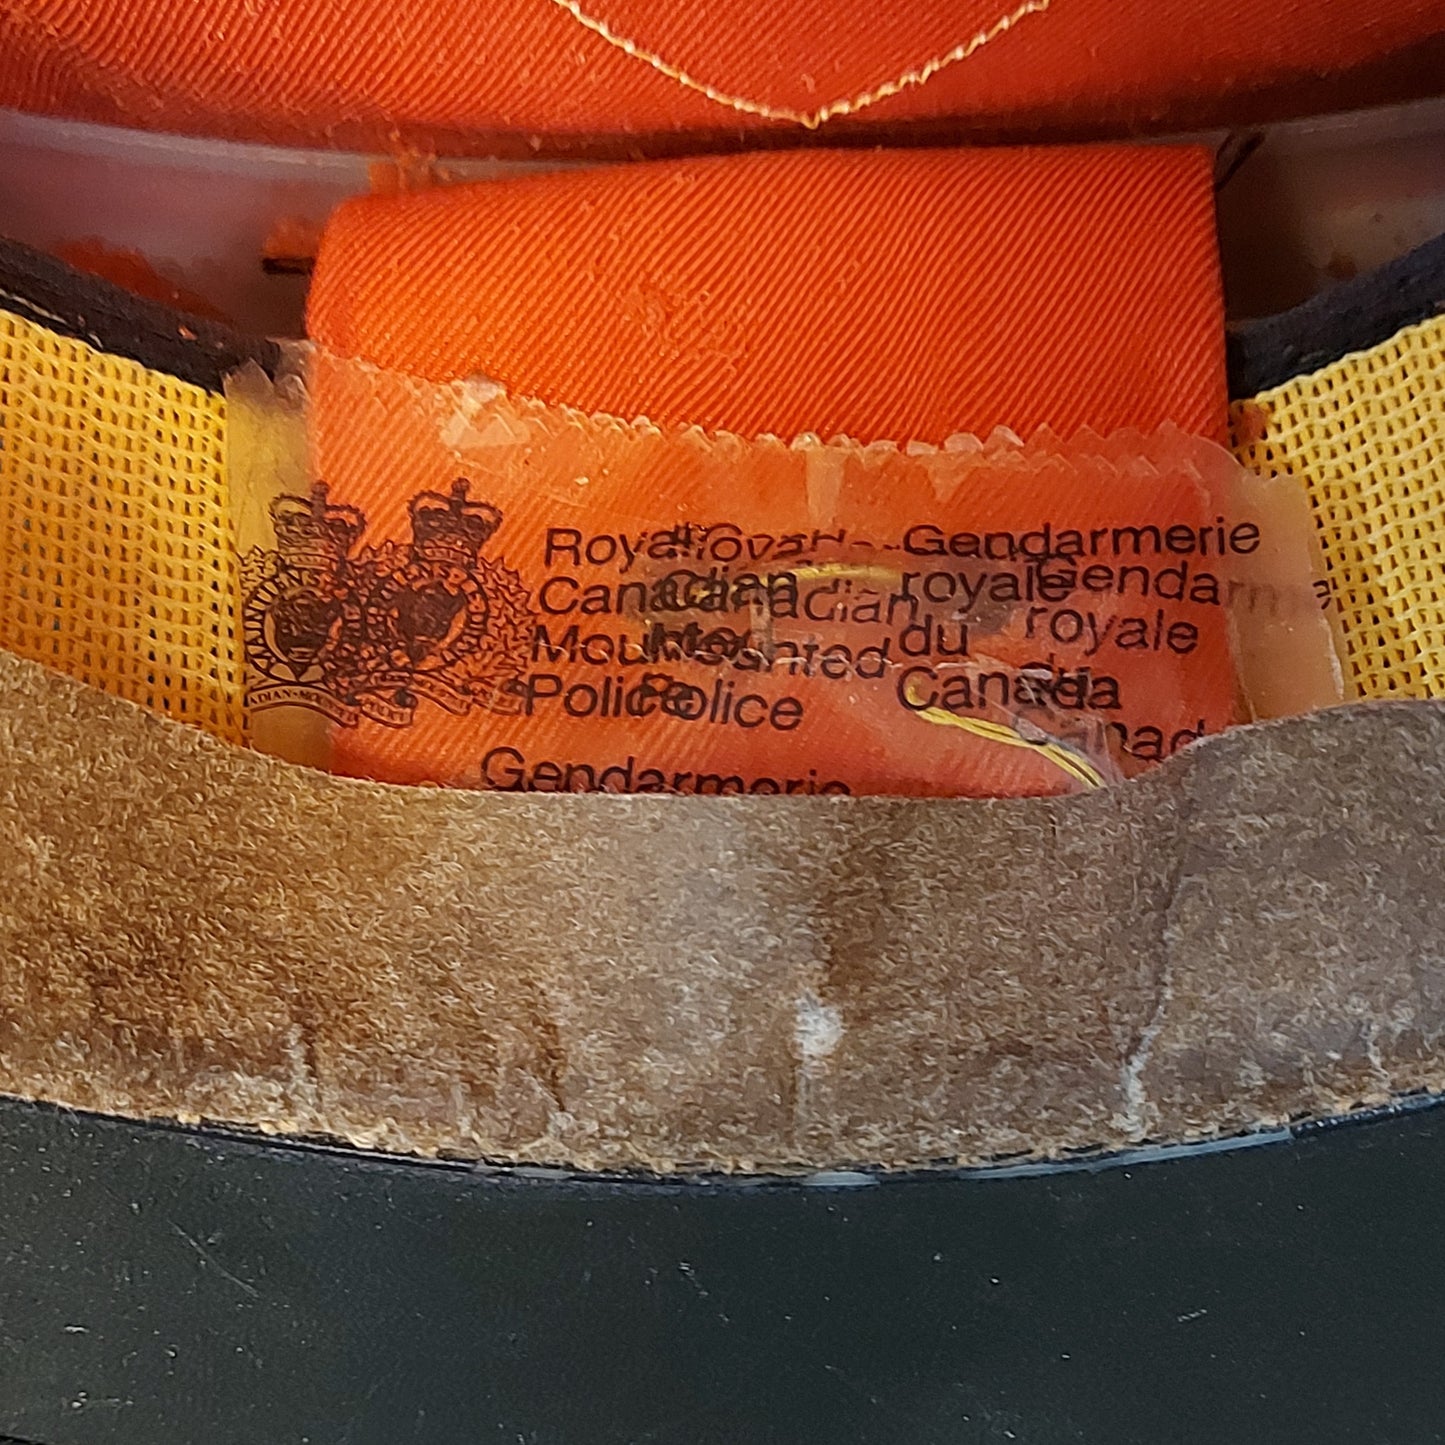 Royal Royal Gendarmerie
Canadian Canadian royale Gendarmerie
Mounted Mounted du royale
Police Police Canada du
Canada
Gendarmerie